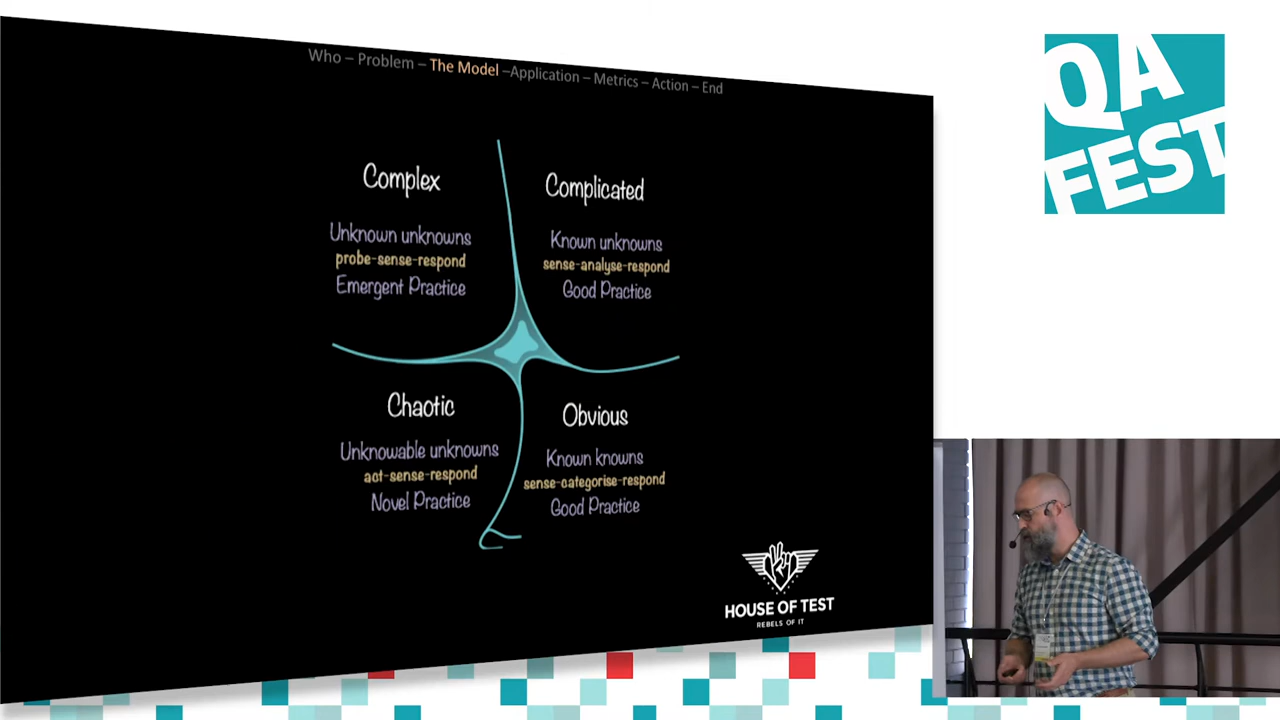 Who – Problem – The Model –Application – Metrics – Action – End
Complex
Unknown unknowns
probe-sense-respond
Emergent Practice
Complicated
Known unknowns
sense-analyse-respond
Good Practice
Chaotic
Unknowable unknowns
act-sense-respond
Novel Practice
Obvious
Known knowns
sense-categorise-respond
Good Practice
HOUSE OF TEST
REBELS OF IT
QA
FEST